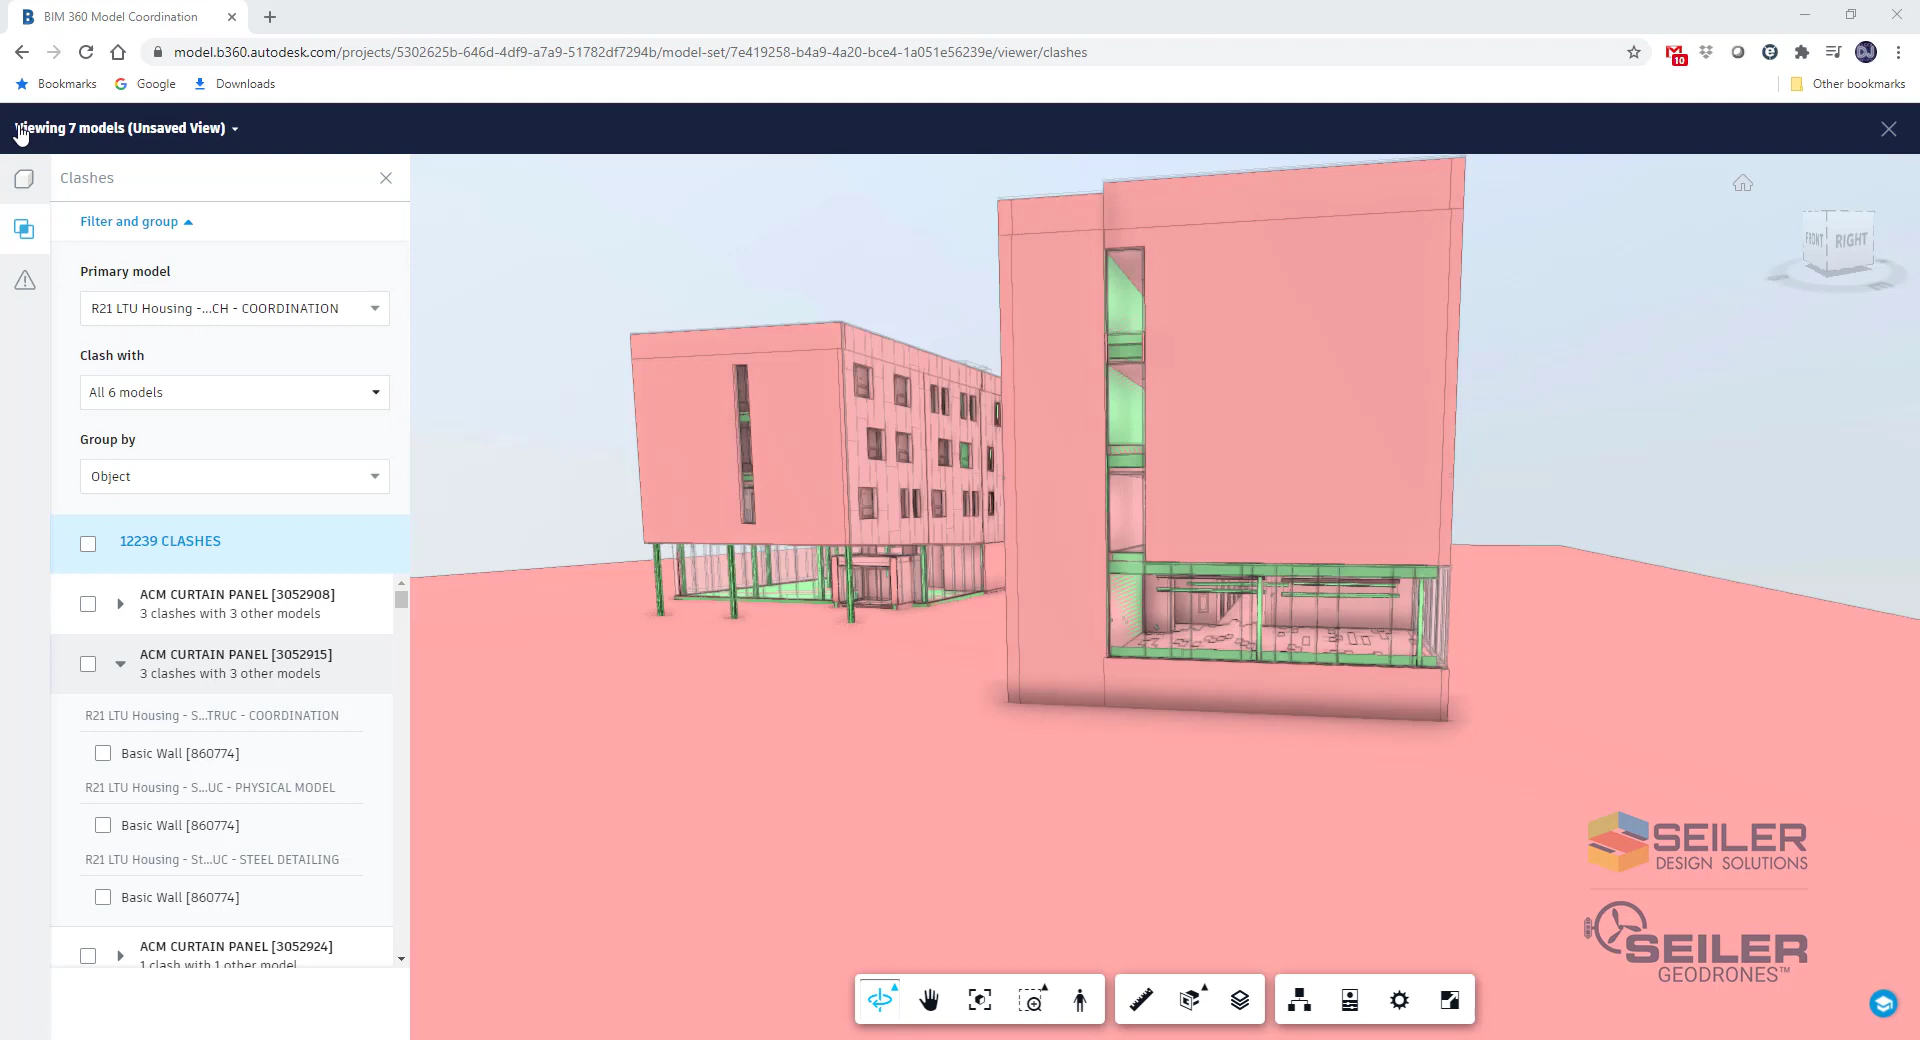 BIM 360 Model Coordination
model.b360.autodesk.com/projects/5302625b-646d-4df9-a7a9-51782df7294b/model-set/7e419258-b4a9-4a20-bce4-1a051e56239e/viewer/clashes
10
DJ
Bookmarks
Google
Downloads
Other bookmarks
Viewing 7 models (Unsaved View)
Clashes
Filter and group
Primary model
R21 LTU Housing -...CH - COORDINATION
Clash with
All 6 models
Group by
Object
12239 CLASHES
ACM CURTAIN PANEL [3052908]
3 clashes with 3 other models
ACM CURTAIN PANEL [3052915]
3 clashes with 3 other models
R21 LTU Housing - S...TRUC - COORDINATION
Basic Wall [860774]
R21 LTU Housing - S...UC - PHYSICAL MODEL
Basic Wall [860774]
R21 LTU Housing - St...UC - STEEL DETAILING
Basic Wall [860774]
ACM CURTAIN PANEL [3052924]
1 clash with 1 other model
FRONT
RIGHT
SEILER
DESIGN SOLUTIONS
SEILER
GEODRONES™